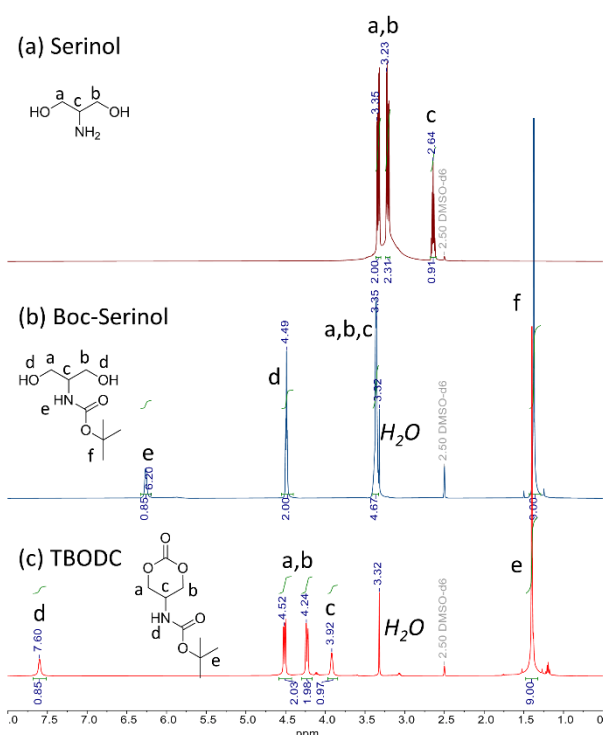 (a) Serinol
a,b
a
b
c
HO
OH
NH₂
3.35
3.23
c
2.64
2.50 DMSO-d6
2.00
2.31
0.91
(b) Boc-Serinol
d
a
b
d
HO
c
OH
e
NH
O
O
f
e
6.20
0.85
d
4.49
2.00
a,b,c
3.35
3.32
H₂O
4.67
2.50 DMSO-d6
f
9.00
(c) TBODC
O
O
O
a
c
b
NH
d
O
O
e
d
7.60
0.85
a,b
4.52
4.24
2.03
1.98
c
3.92
0.97
3.32
H₂O
2.50 DMSO-d6
e
9.00
.0 7.5 7.0 6.5 6.0 5.5 5.0 4.5 4.0 3.5 3.0 2.5 2.0 1.5 1.0 0.5 0.0
ppm